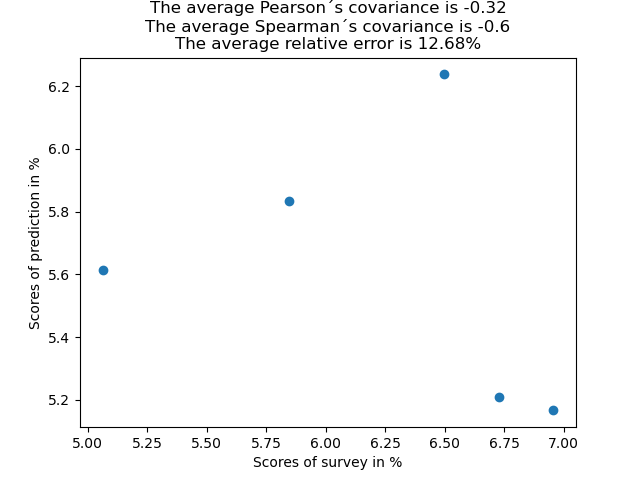 The average Pearson´s covariance is -0.32
The average Spearman´s covariance is -0.6
The average relative error is 12.68%
6.2
6.0
5.8
5.6
5.4
5.2
Scores of prediction in %
5.00 5.25 5.50 5.75 6.00 6.25 6.50 6.75 7.00
Scores of survey in %